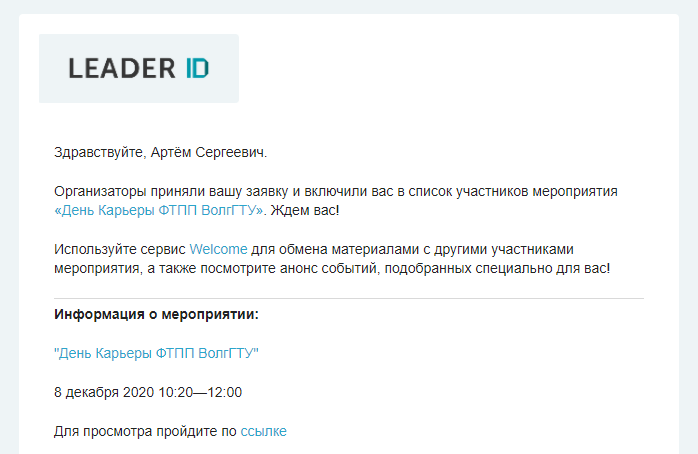 LEADER ID
Здравствуйте, Артём Сергеевич.
Организаторы приняли вашу заявку и включили вас в список участников мероприятия
«День Карьеры ФТПП ВолгГТУ». Ждем вас!
Используйте сервис Welcome для обмена материалами с другими участниками
мероприятия, а также посмотрите анонс событий, подобранных специально для вас!
Информация о мероприятии:
"День Карьеры ФТПП ВолгГТУ"
8 декабря 2020 10:20—12:00
Для просмотра пройдите по ссылке